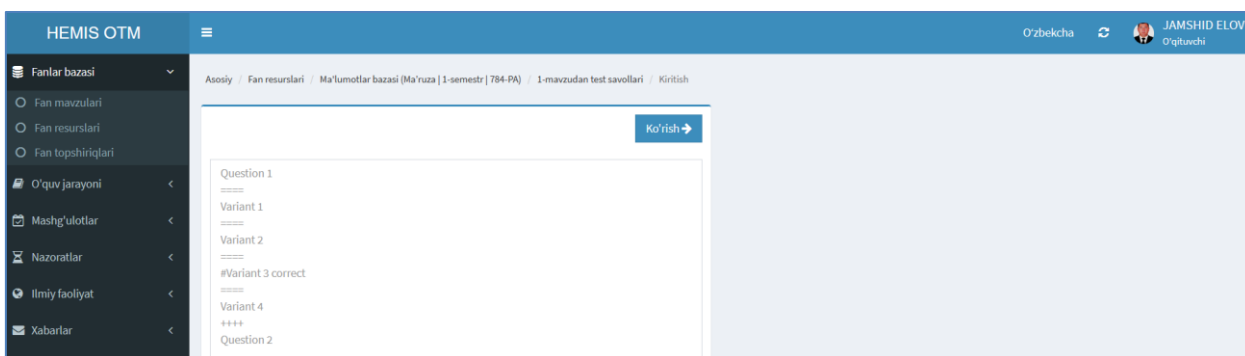 HEMIS OTM
O'zbekcha
JAMSHID ELOV
O'qituvchi
Fanlar bazasi
Fan mavzulari
Fan resurslari
Fan topshiriqlari
O'quv jarayoni
Mashg'ulotlar
Nazoratlar
Ilmiy faoliyat
Xabarlar
Asosiy / Fan resurslari / Ma'lumotlar bazasi (Ma'ruza | 1-semestr | 784-PA) / 1-mavzudan test savollari / Kiritish
Ko'rish
Question 1
====
Variant 1
====
Variant 2
====
#Variant 3 correct
====
Variant 4
++++
Question 2